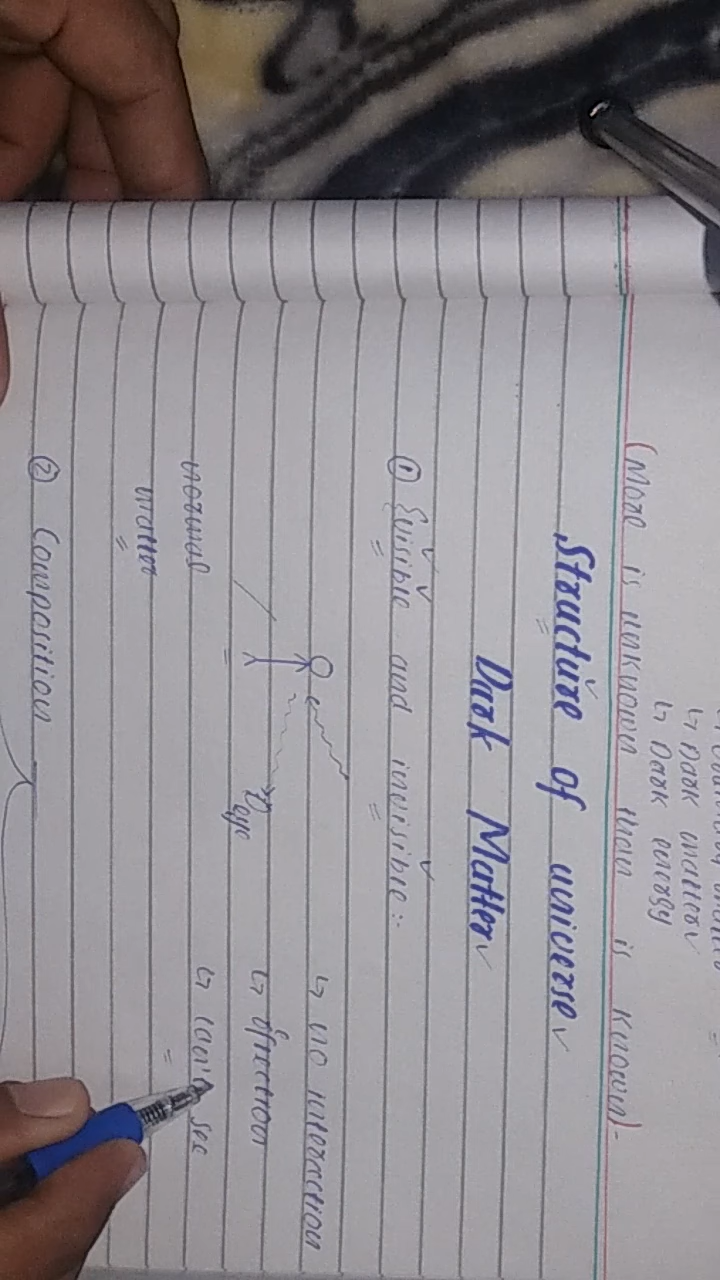 ↳ Dark matter ✓
↳ Dark energy
(More is unknown than is known)-
Structure of universe ✓
Dark Matter ✓
① visible and invisible :-
↳ no interaction
eye
normal
matter
↳ can't see
② Composition